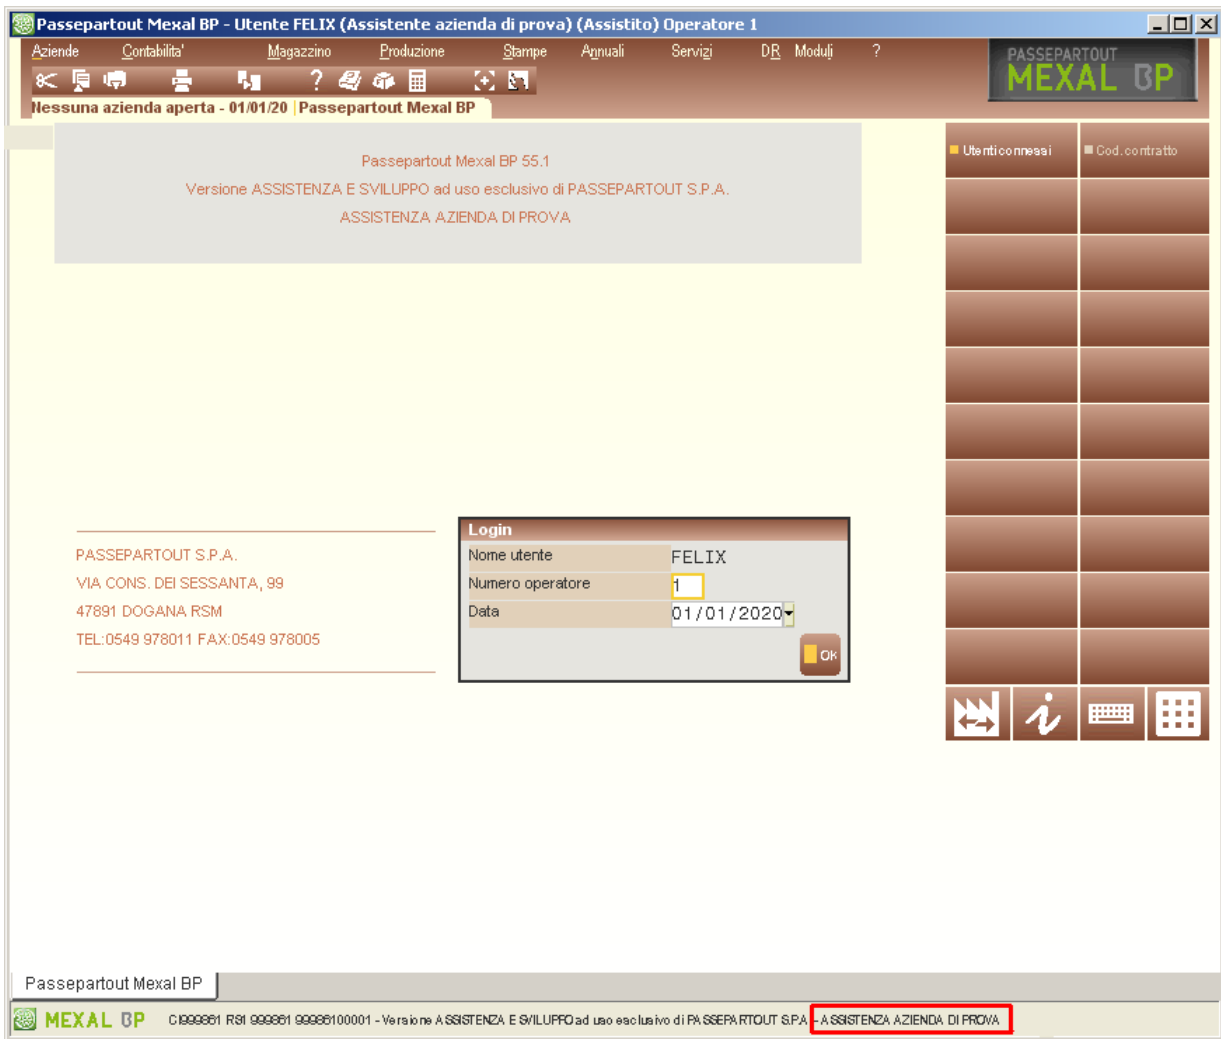 Passepartout Mexal BP - Utente FELIX (Assistente azienda di prova) (Assistito) Operatore 1
Aziende Contabilita' Magazzino Produzione Stampe Annuali Servizi DR Moduli ?
PASSEPARTOUT
MEXAL BP
Nessuna azienda aperta - 01/01/20 Passepartout Mexal BP
Passepartout Mexal BP 55.1
Versione ASSISTENZA E SVILUPPO ad uso esclusivo di PASSEPARTOUT S.P.A.
ASSISTENZA AZIENDA DI PROVA
Utenti connessi
Cod.contratto
PASSEPARTOUT S.P.A.
VIA CONS. DEI SESSANTA, 99
47891 DOGANA RSM
TEL:0549 978011 FAX:0549 978005
Login
Nome utente FELIX
Numero operatore 1
Data 01/01/2020
OK
Passepartout Mexal BP
MEXAL BP - Versione ASSISTENZA E SVILUPPO ad uso esclusivo di PASSEPARTOUT S.P.A. - ASSISTENZA AZIENDA DI PROVA